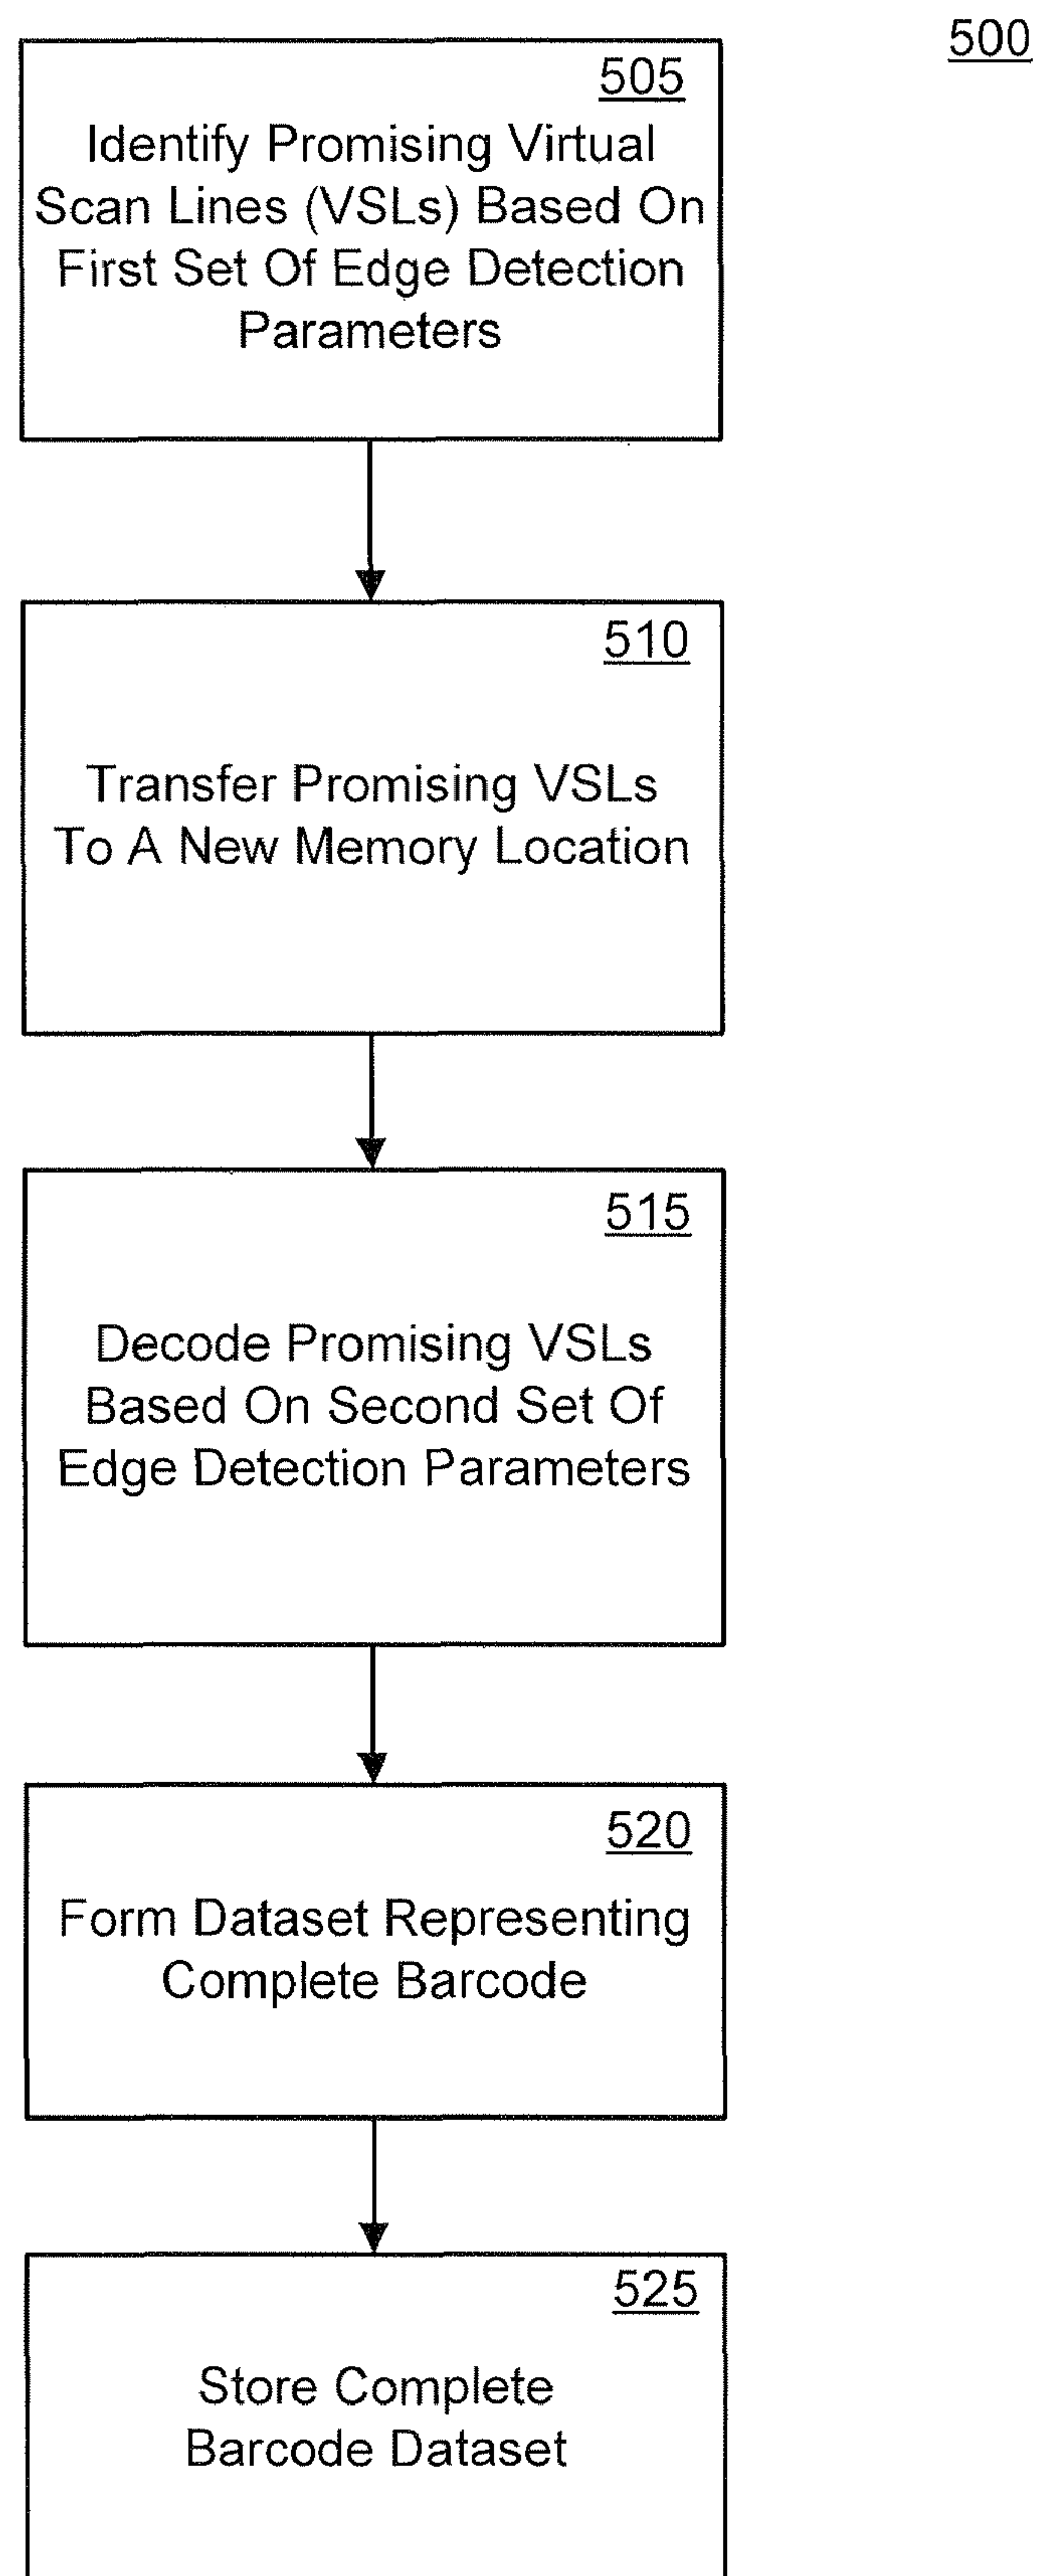 500
505
Identify Promising Virtual
Scan Lines (VSLs) Based On
First Set Of Edge Detection
Parameters
510
Transfer Promising VSLs
To A New Memory Location
515
Decode Promising VSLs
Based On Second Set Of
Edge Detection Parameters
520
Form Dataset Representing
Complete Barcode
525
Store Complete
Barcode Dataset